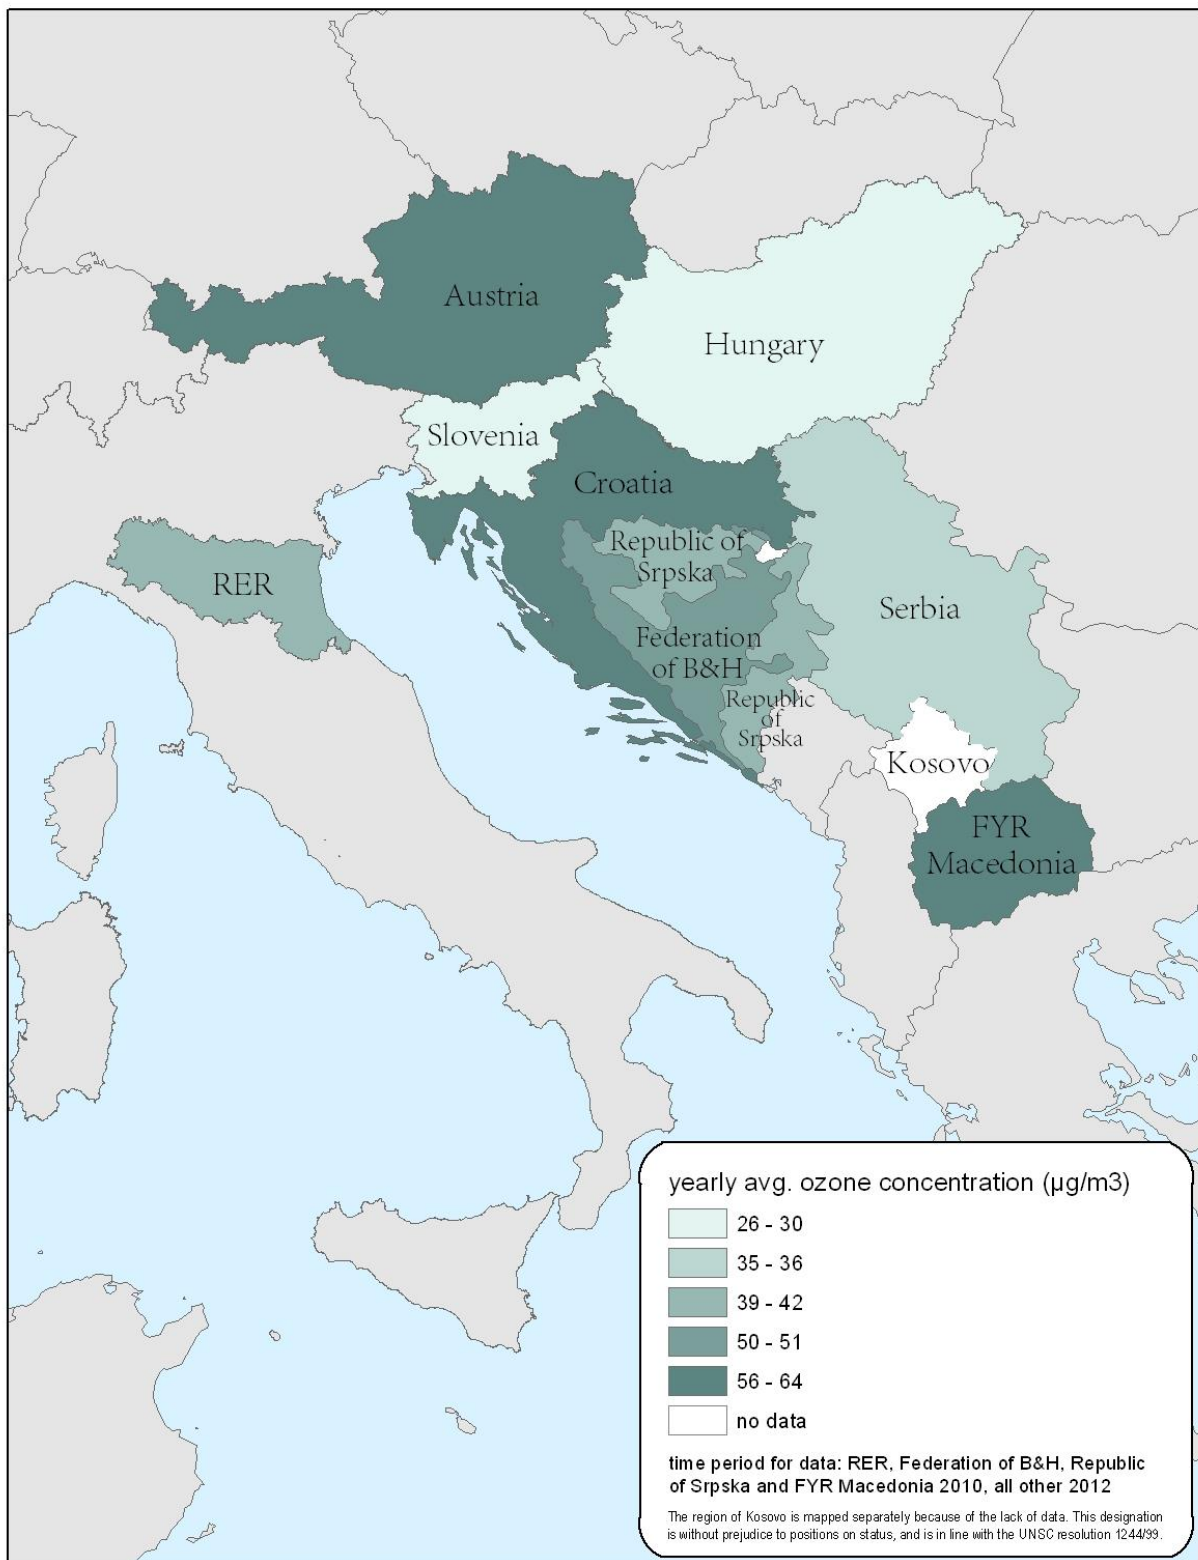 Austria
Hungary
Slovenia
Croatia
Republic of
Srpska
RER
Serbia
Federation
of B&H
Republic
of
Srpska
Kosovo
FYR
Macedonia
yearly avg. ozone concentration (µg/m3)
26 - 30
35 - 36
39 - 42
50 - 51
56 - 64
no data
time period for data: RER, Federation of B&H, Republic
of Srpska and FYR Macedonia 2010, all other 2012
The region of Kosovo is mapped separately because of the lack of data. This designation
is without prejudice to positions on status, and is in line with the UNSC resolution 1244/99.